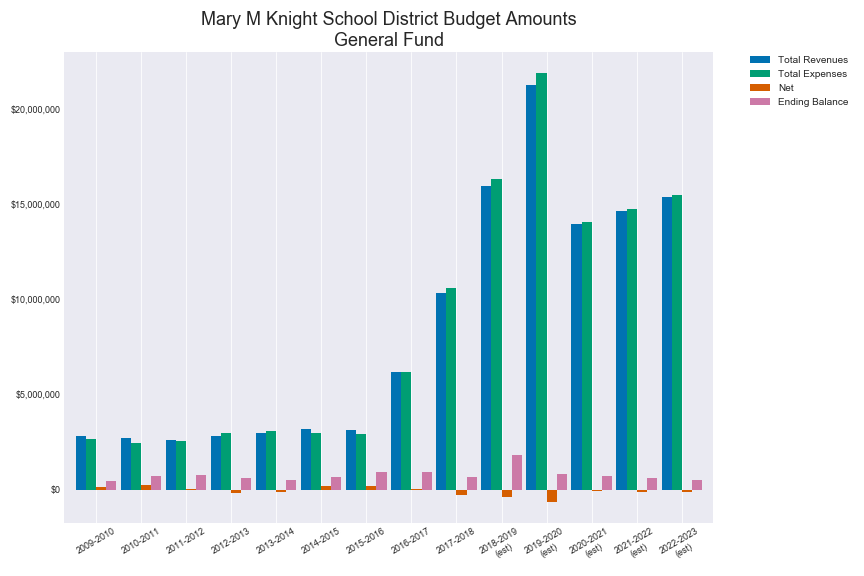 Mary M Knight School District Budget Amounts
General Fund
Total Revenues
Total Expenses
Net
Ending Balance
$20,000,000
$15,000,000
$10,000,000
$5,000,000
$0
2009-2010
2010-2011
2011-2012
2012-2013
2013-2014
2014-2015
2015-2016
2016-2017
2017-2018
2018-2019
(est)
2019-2020
(est)
2020-2021
(est)
2021-2022
(est)
2022-2023
(est)